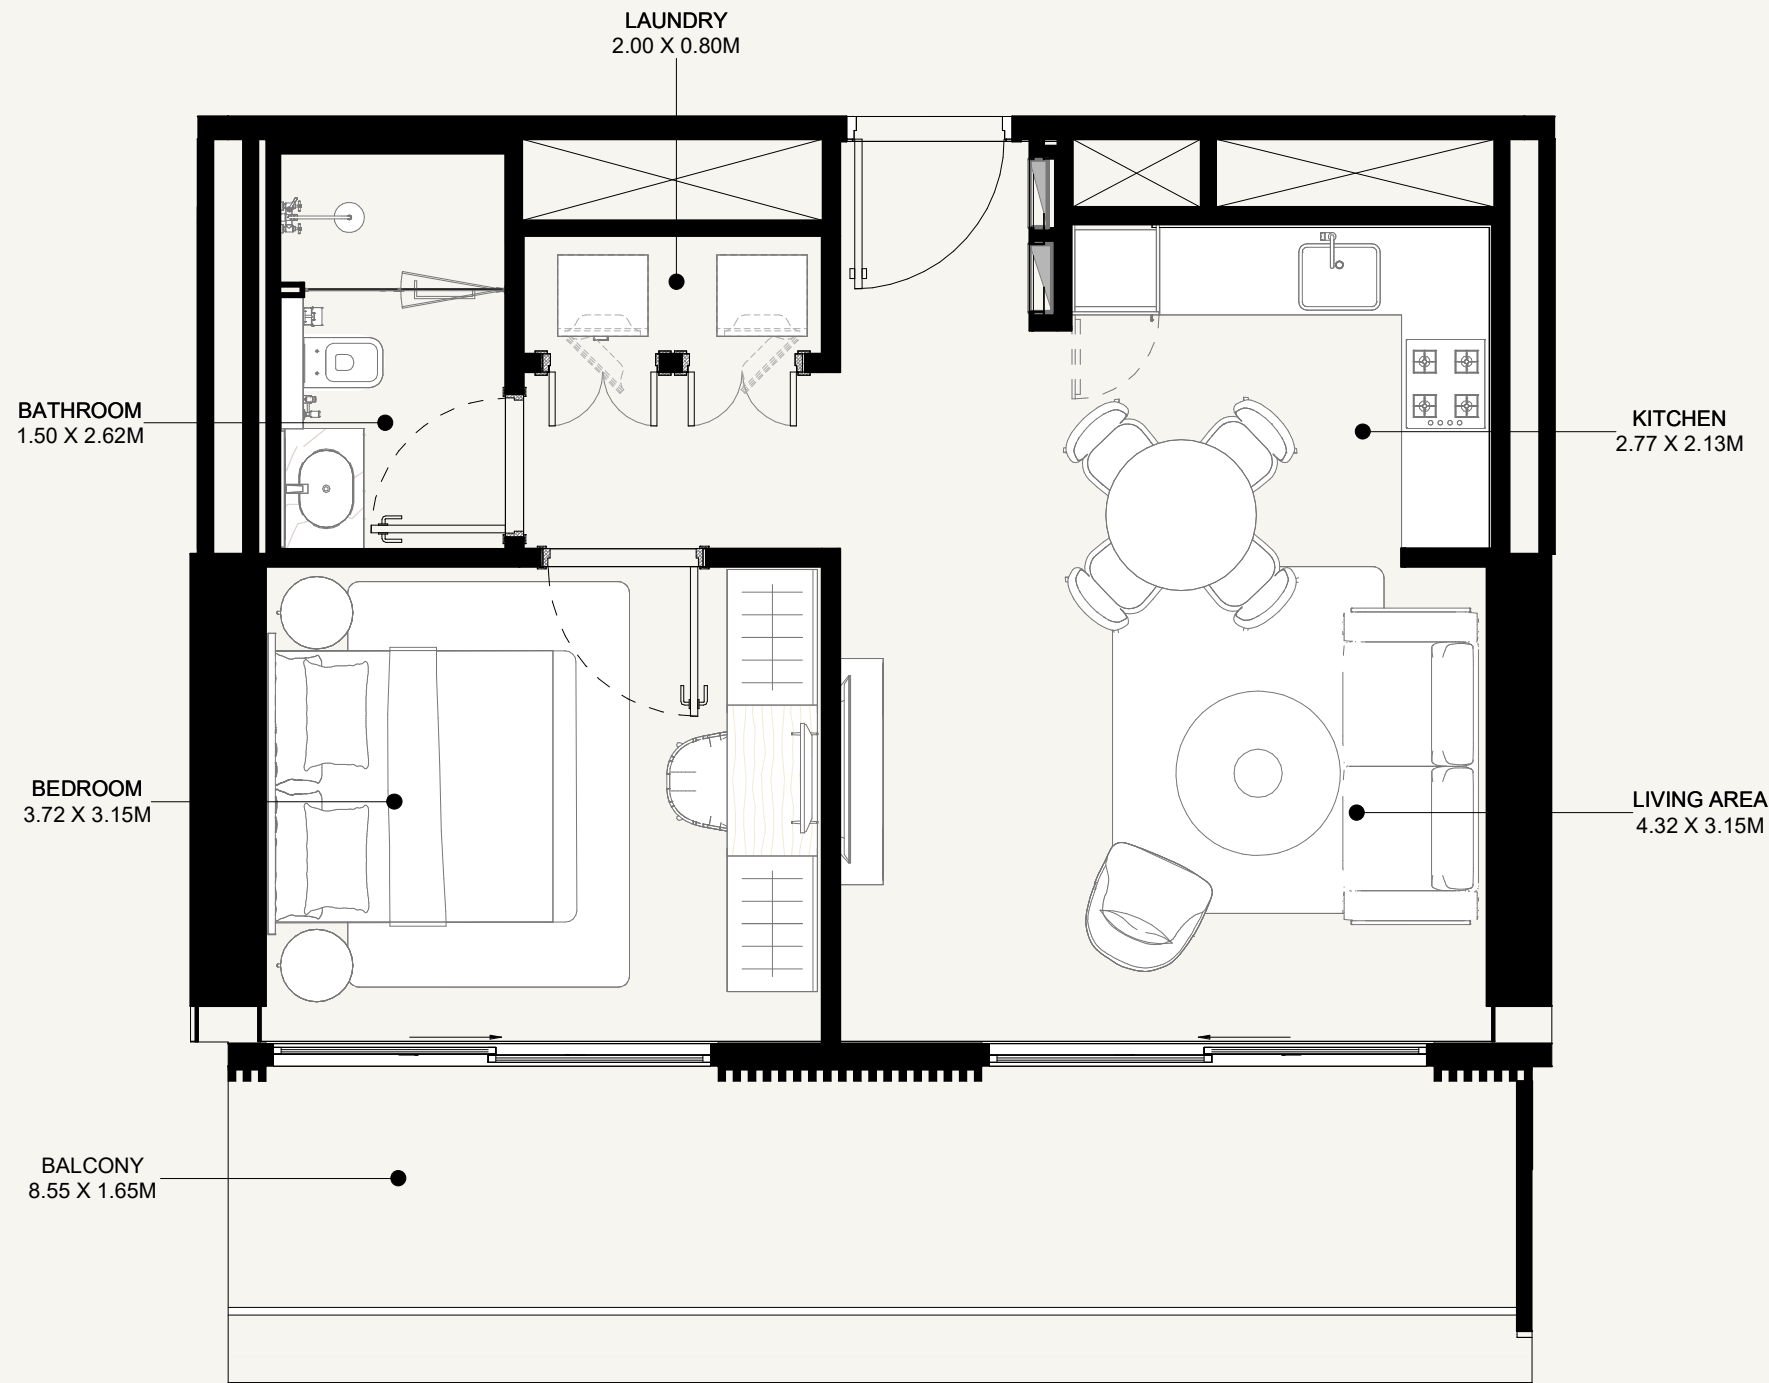 LAUNDRY
2.00 X 0.80M
BATHROOM
1.50 X 2.62M
KITCHEN
2.77 X 2.13M
BEDROOM
3.72 X 3.15M
LIVING AREA
4.32 X 3.15M
BALCONY
8.55 X 1.65M